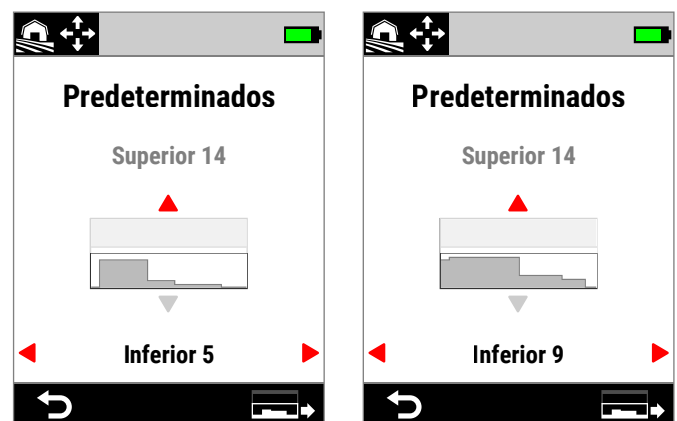 Predeterminados
Superior 14
Inferior 5
Predeterminados
Superior 14
Inferior 9